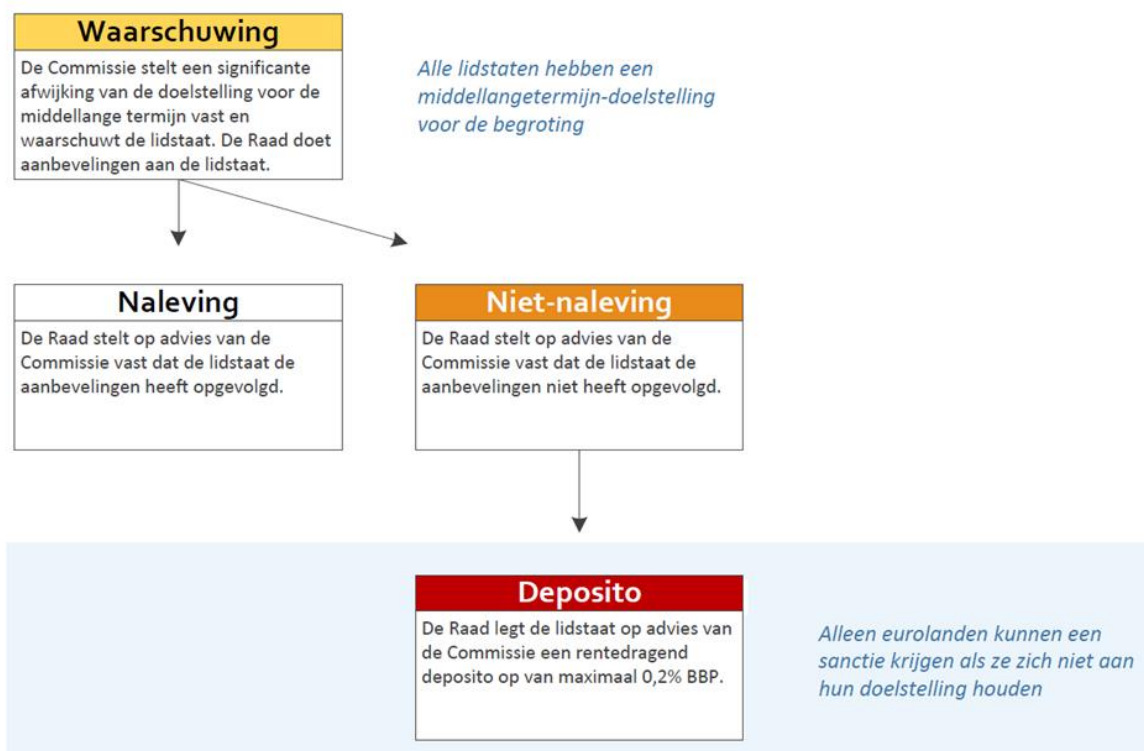 Waarschuwing
De Commissie stelt een significante
afwijking van de doelstelling voor de
middellange termijn vast en
waarschuwt de lidstaat. De Raad doet
aanbevelingen aan de lidstaat.
Alle lidstaten hebben een
middellangetermijn-doelstelling
voor de begroting
Naleving
De Raad stelt op advies van de
Commissie vast dat de lidstaat de
aanbevelingen heeft opgevolgd.
Niet-naleving
De Raad stelt op advies van de
Commissie vast dat de lidstaat de
aanbevelingen niet heeft opgevolgd.
Deposito
De Raad legt de lidstaat op advies van
de Commissie een rentedragend
deposito op van maximaal 0,2% BBP.
Alleen eurolanden kunnen een
sanctie krijgen als ze zich niet aan
hun doelstelling houden